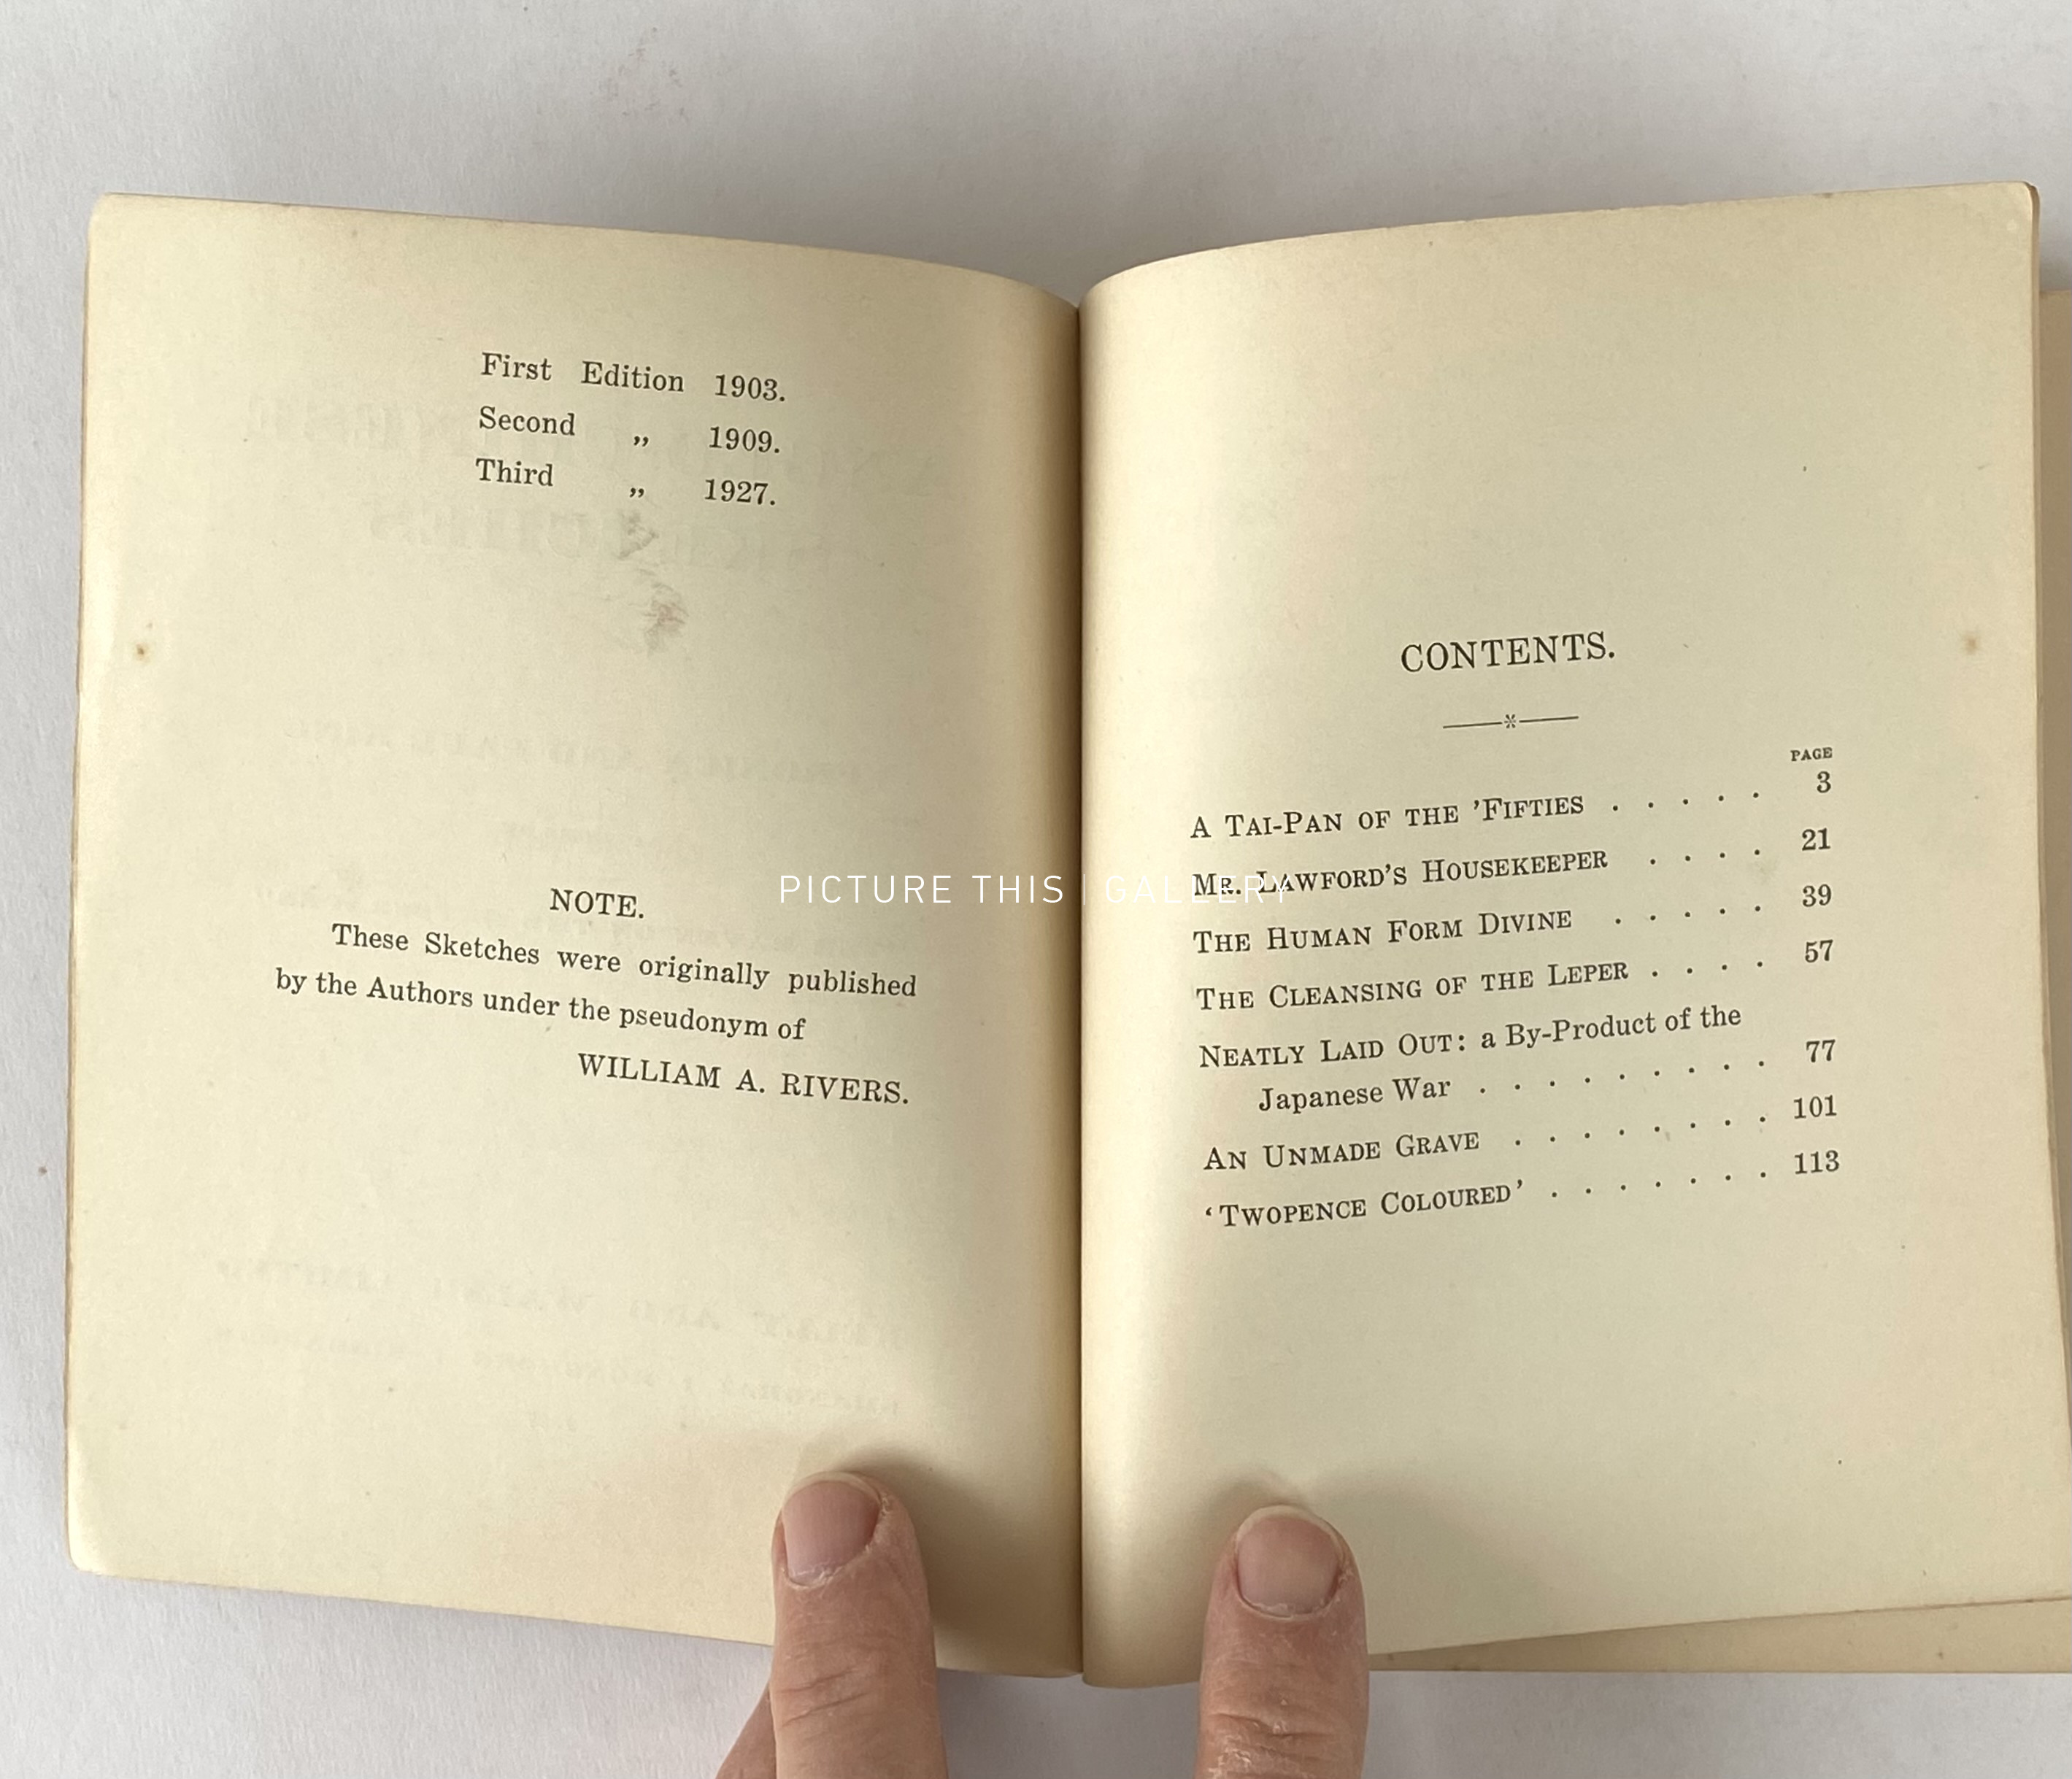 First Edition 1903.
Second „ 1909.
Third „ 1927.
NOTE.
These Sketches were originally published
by the Authors under the pseudonym of
WILLIAM A. RIVERS.
PICTURE THIS | GALLERY
CONTENTS.
PAGE
A TAI-PAN OF THE 'FIFTIES . . . . . 3
MR. LAWFORD'S HOUSEKEEPER . . . . 21
THE HUMAN FORM DIVINE . . . . . 39
THE CLEANSING OF THE LEPER . . . . 57
NEATLY LAID OUT: a By-Product of the
Japanese War . . . . . . . . . 77
AN UNMADE GRAVE . . . . . . . . 101
'TWOPENCE COLOURED' . . . . . . . 113